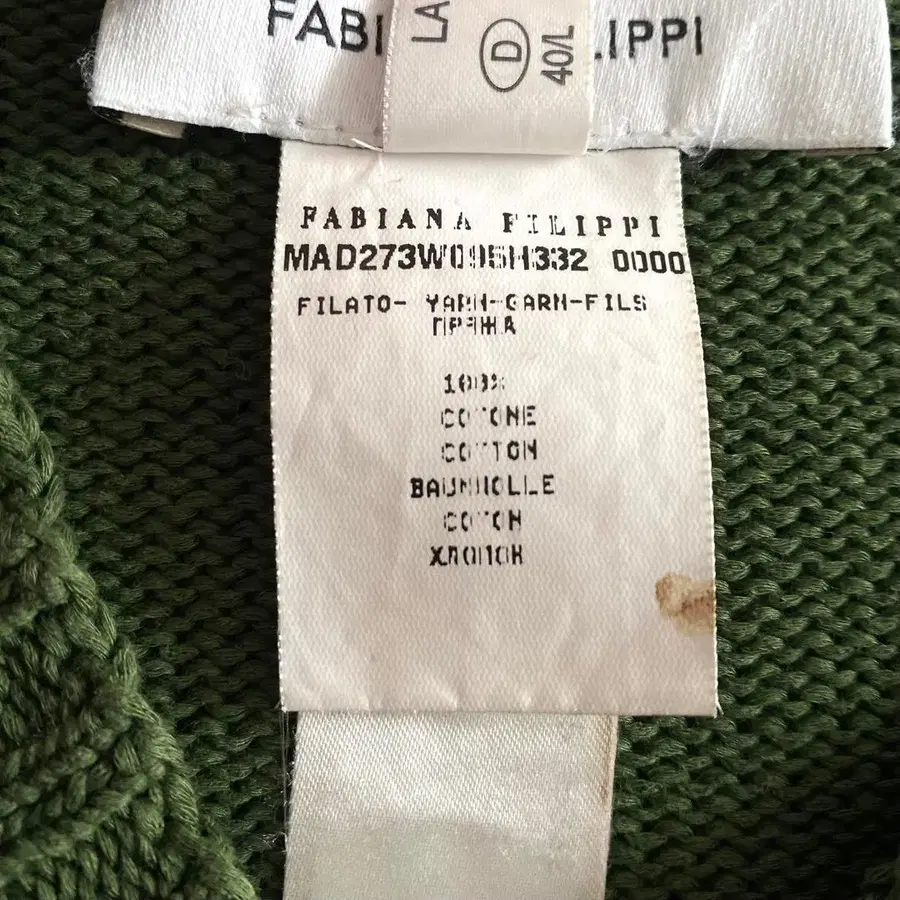 FABI
LIPPI
LA
D
40/L
FABIANA FILIPPI
MAD273W095H332 0000
FILATO- YARN-GARN-FILS
ПРЯЖА
100%
COTONE
COTTON
BAUMWOLLE
COTON
ХЛОПОК